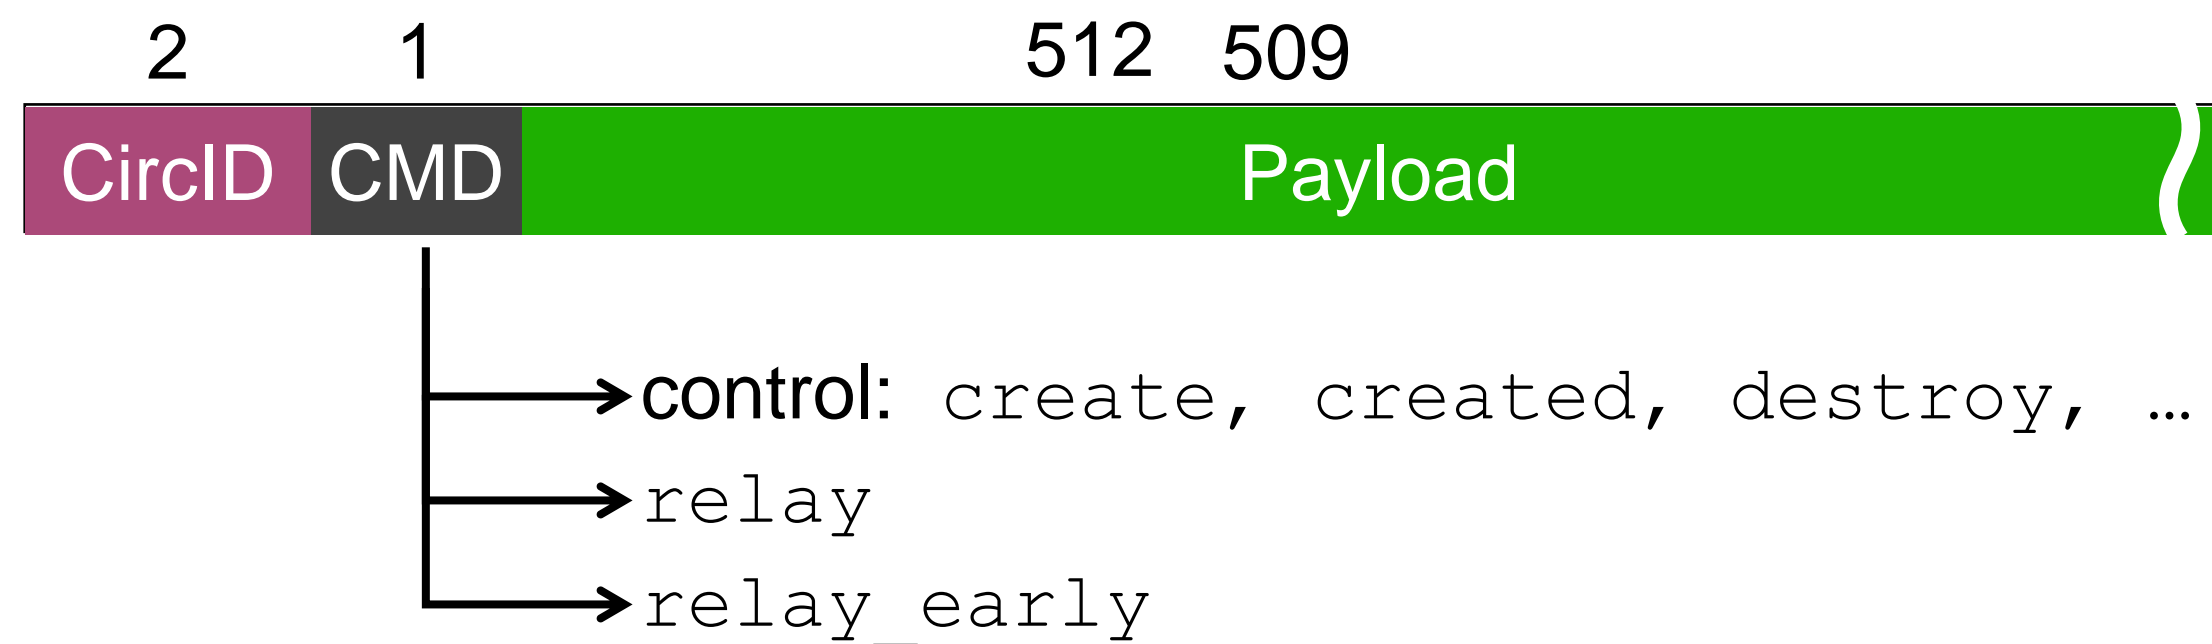 2 1 512 509
CircID CMD Payload
control: create, created, destroy, …
relay
relay_early